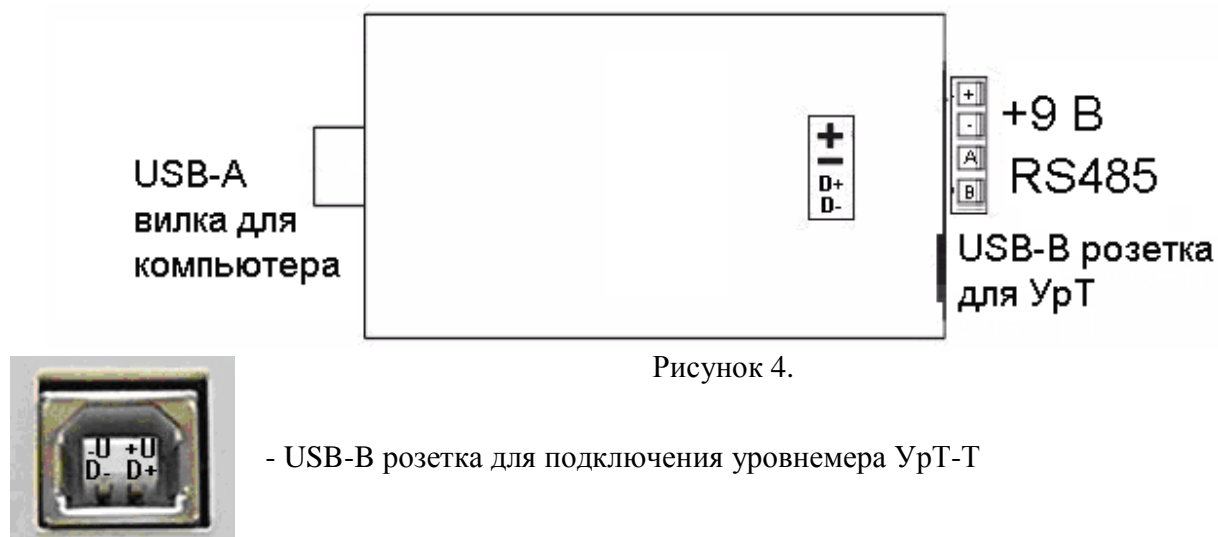 USB-A
вилка для
компьютера
+
−
D+
D-
+
-
A
B
+9 В
RS485
USB-B розетка
для УрТ
Рисунок 4.
-U +U
D- D+
- USB-B розетка для подключения уровнемера УрТ-Т